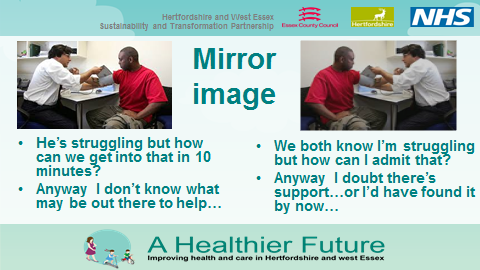 Hertfordshire and West Essex
Sustainability and Transformation Partnership
Essex County Council
Hertfordshire
NHS
Mirror
image
• He's struggling but how
can we get into that in 10
minutes?
• Anyway I don't know what
may be out there to help…
• We both know I'm struggling
but how can I admit that?
• Anyway I doubt there's
support…or I'd have found it
by now…
A Healthier Future
Improving health and care in Hertfordshire and west Essex